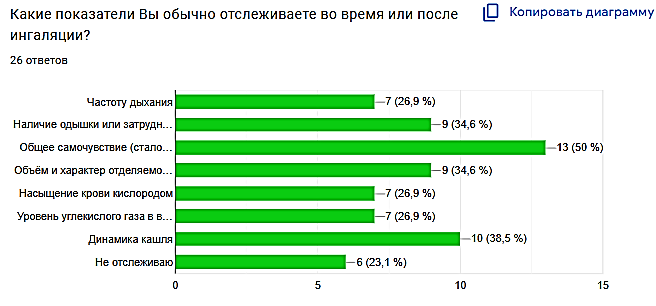 Какие показатели Вы обычно отслеживаете во время или после
ингаляции?
Копировать диаграмму
26 ответов
Частоту дыхания
7 (26,9 %)
Наличие одышки или затрудн...
9 (34,6 %)
Общее самочувствие (стало...
13 (50 %)
Объём и характер отделяемо...
9 (34,6 %)
Насыщение крови кислородом
7 (26,9 %)
Уровень углекислого газа в в...
7 (26,9 %)
Динамика кашля
10 (38,5 %)
Не отслеживаю
6 (23,1 %)
0
5
10
15